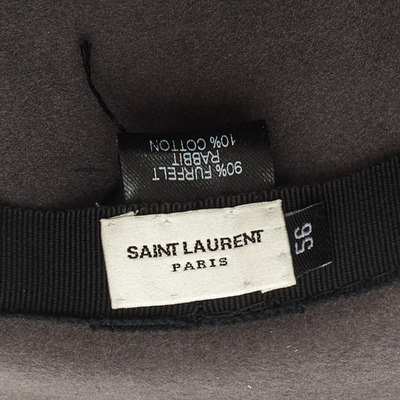 90% FURFELT
RABBIT
10% COTTON
SAINT LAURENT
PARIS
56